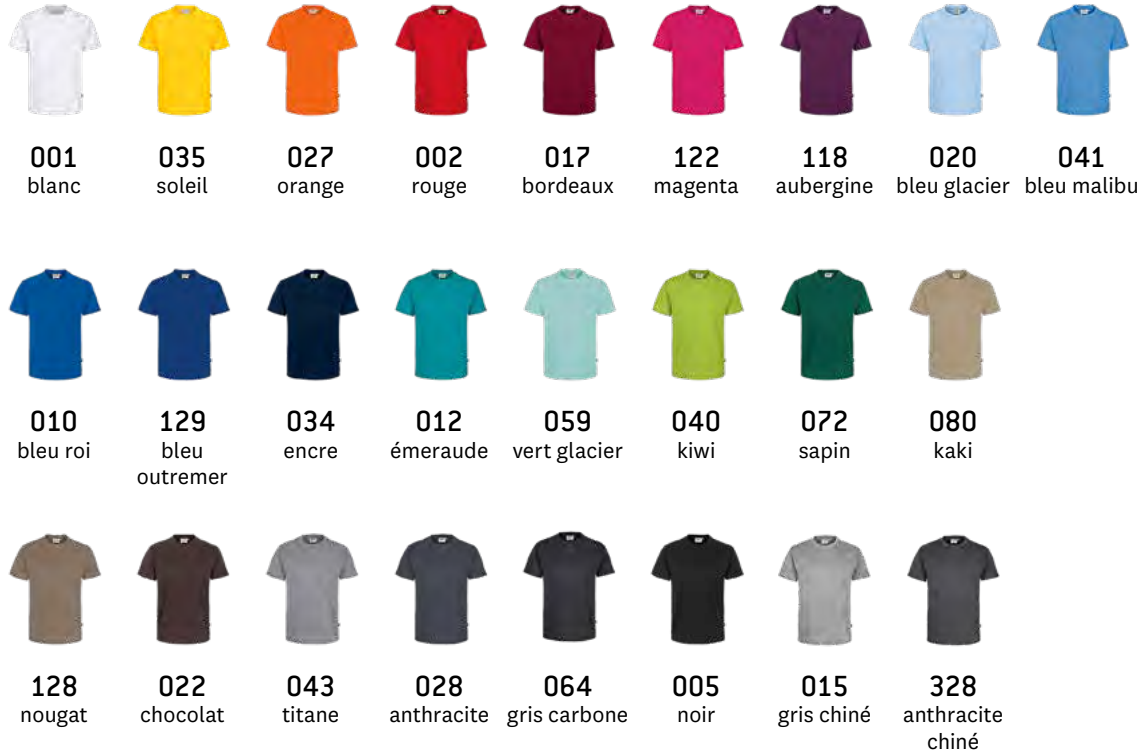 001 035 027 002 017 122 118 020 041
blanc soleil orange rouge bordeaux magenta aubergine bleu glacier bleu malibu
010 129 034 012 059 040 072 080
bleu roi bleu encre émeraude vert glacier kiwi sapin kaki
outremer
128 022 043 028 064 005 015 328
nougat chocolat titane anthracite gris carbone noir gris chiné anthracite
chiné